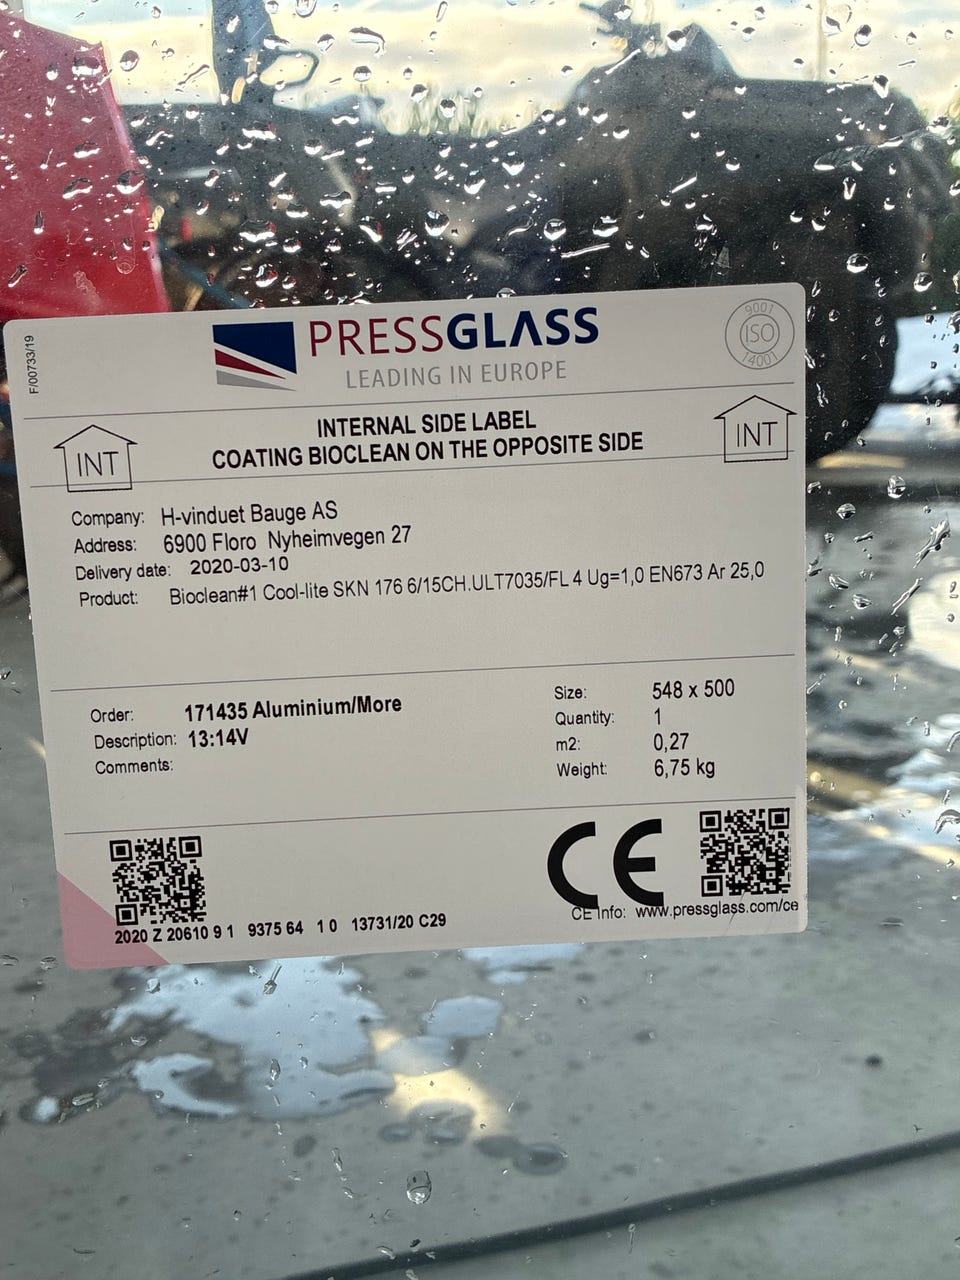 F/00733/19
PRESSGLASS
LEADING IN EUROPE
9001
ISO
14001
INTERNAL SIDE LABEL
COATING BIOCLEAN ON THE OPPOSITE SIDE
INT
INT
Company: H-vinduet Bauge AS
Address: 6900 Floro Nyheimvegen 27
Delivery date: 2020-03-10
Product: Bioclean#1 Cool-lite SKN 176 6/15CH.ULT7035/FL 4 Ug=1,0 EN673 Ar 25,0
Order: 171435 Aluminium/More
Description: 13:14V
Comments:
Size: 548 x 500
Quantity: 1
m2: 0,27
Weight: 6,75 kg
CE
CE Info: www.pressglass.com/ce
2020 Z 20610 9 1 9375 64 1 0 13731/20 C29